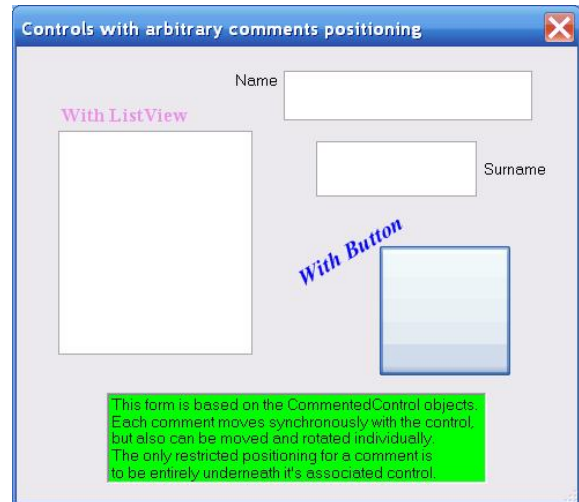 Controls with arbitrary comments positioning
Name
With ListView
Surname
With Button
This form is based on the CommentedControl objects.
Each comment moves synchronously with the control,
but also can be moved and rotated individually.
The only restricted positioning for a comment is
to be entirely underneath it's associated control.